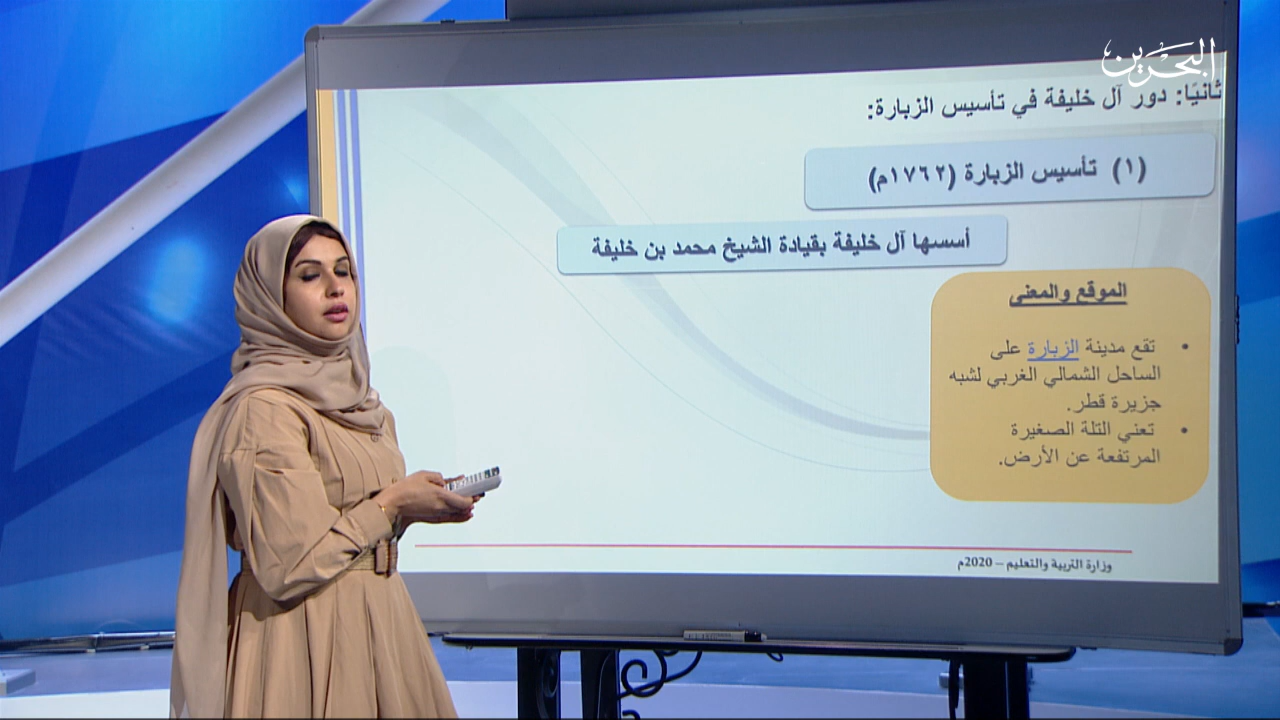 البحرين
ثانيًا: دور آل خليفة في تأسيس الزبارة:
(١) تأسيس الزبارة (١٧٦٢م)
أسسها آل خليفة بقيادة الشيخ محمد بن خليفة
الموقع والمعنى
• تقع مدينة الزبارة على
الساحل الشمالي الغربي لشبه
جزيرة قطر.
• تعني التلة الصغيرة
المرتفعة عن الأرض.
وزارة التربية والتعليم – 2020م